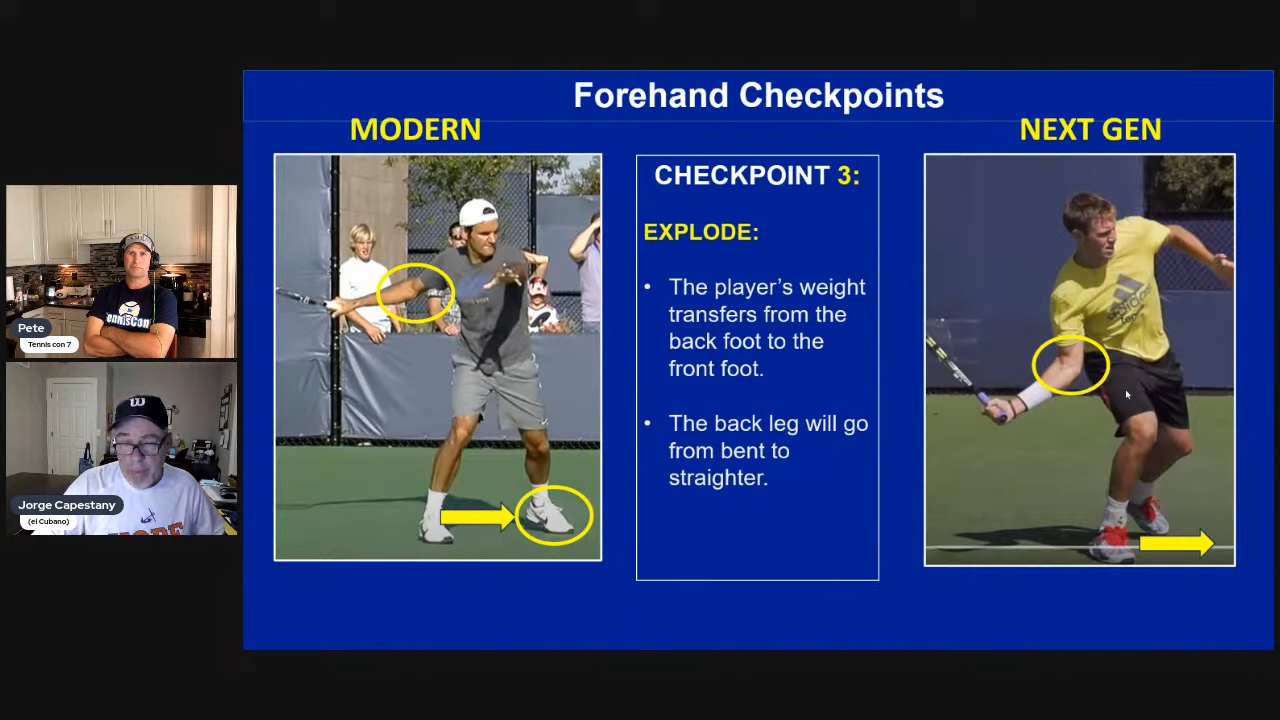 Forehand Checkpoints
MODERN
NEXT GEN
CHECKPOINT 3:
EXPLODE:
• The player’s weight
transfers from the
back foot to the
front foot.
• The back leg will go
from bent to
straighter.
Pete
Tennis con 7
Jorge Capestany
(el Cubano)